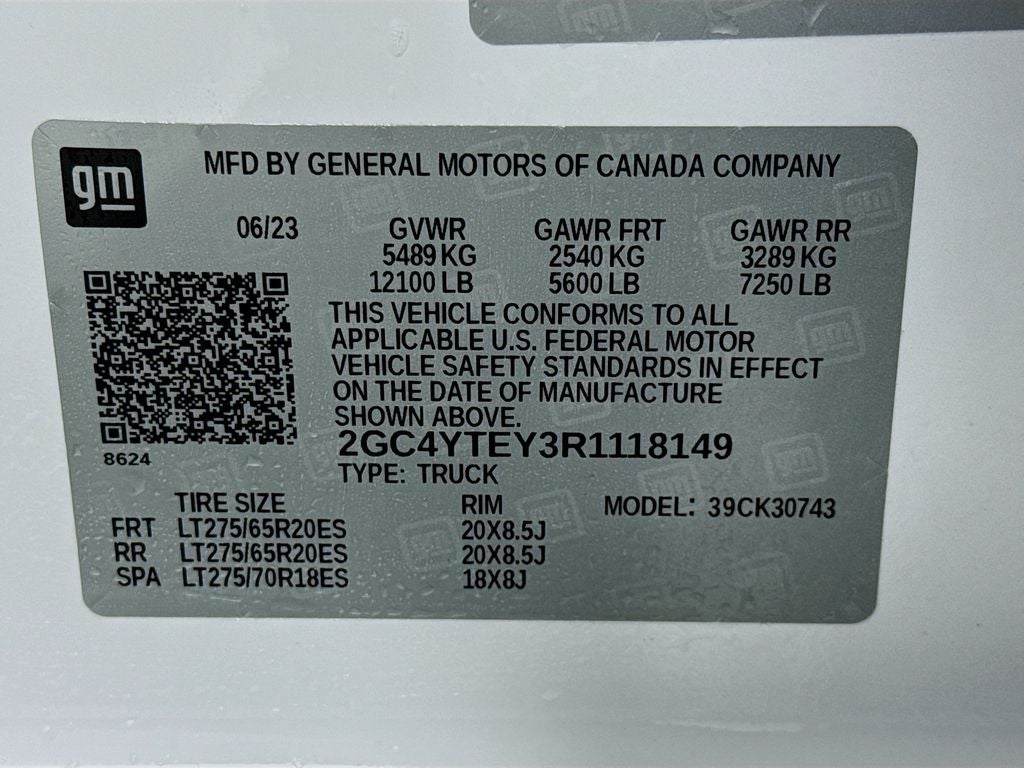 gm
MFD BY GENERAL MOTORS OF CANADA COMPANY
06/23 GVWR GAWR FRT GAWR RR
5489 KG 2540 KG 3289 KG
12100 LB 5600 LB 7250 LB
THIS VEHICLE CONFORMS TO ALL
APPLICABLE U.S. FEDERAL MOTOR
VEHICLE SAFETY STANDARDS IN EFFECT
ON THE DATE OF MANUFACTURE
SHOWN ABOVE.
8624
2GC4YTEY3R1118149
TYPE: TRUCK
TIRE SIZE RIM MODEL: 39CK30743
FRT LT275/65R20ES 20X8.5J
RR LT275/65R20ES 20X8.5J
SPA LT275/70R18ES 18X8J